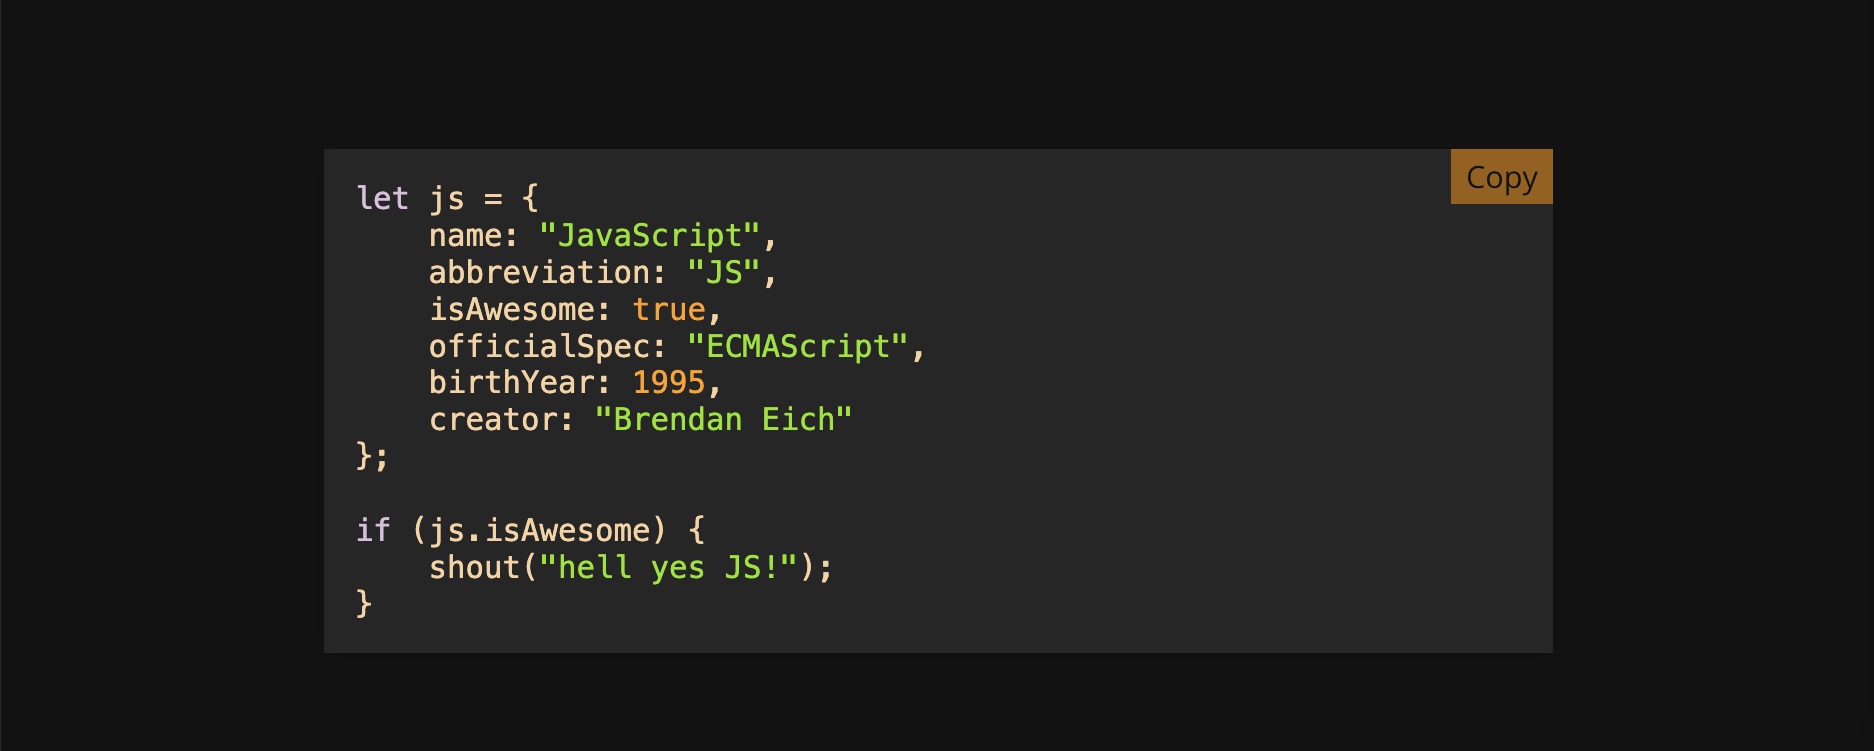 Copy
let js = {
    name: "JavaScript",
    abbreviation: "JS",
    isAwesome: true,
    officialSpec: "ECMAScript",
    birthYear: 1995,
    creator: "Brendan Eich"
};

if (js.isAwesome) {
    shout("hell yes JS!");
}